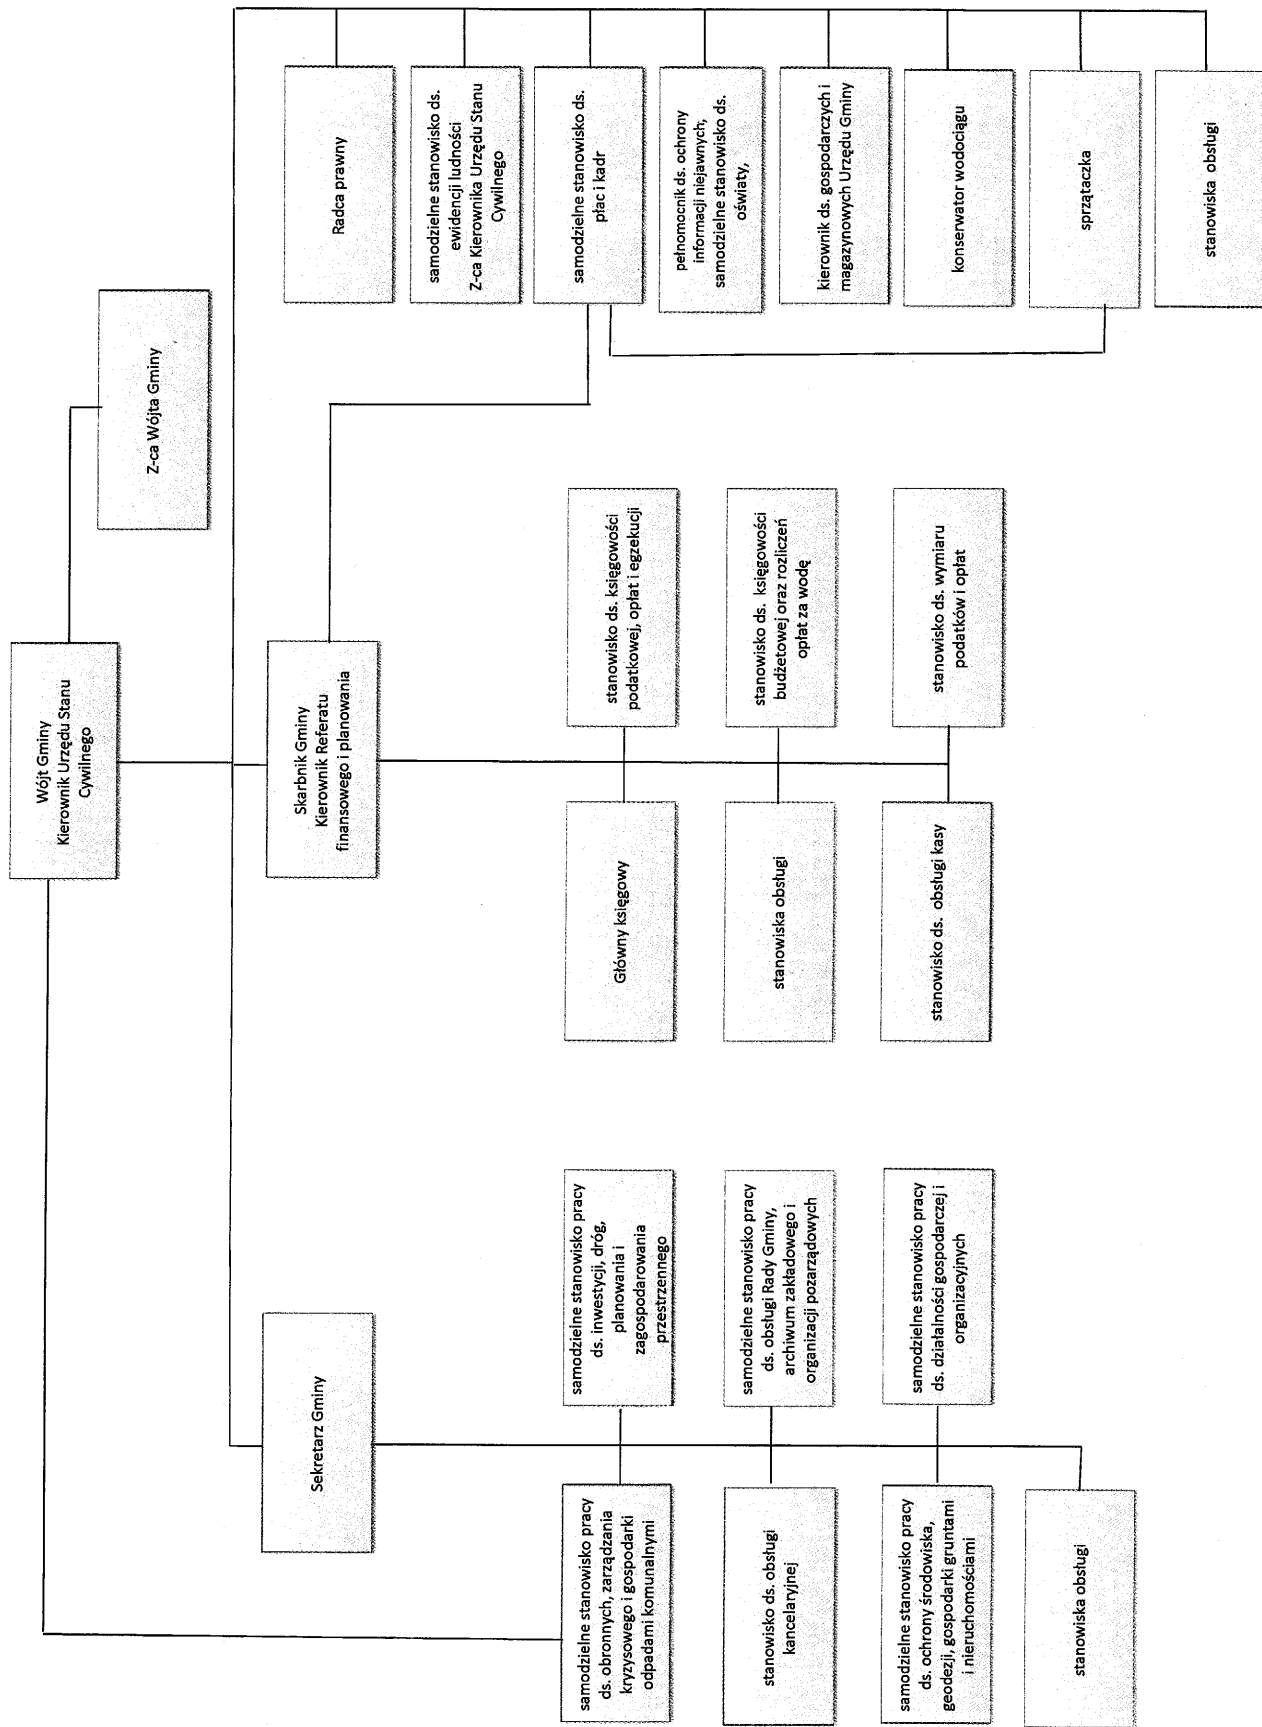 Wójt Gminy
Kierownik Urzędu Stanu
Cywilnego
Z-ca Wójta Gminy
Sekretarz Gminy
Skarbnik Gminy
Kierownik Referatu
finansowego i planowania
samodzielne stanowisko pracy
ds. obronnych, zarządzania
kryzysowego i gospodarki
odpadami komunalnymi
samodzielne stanowisko pracy
ds. inwestycji, dróg,
planowania i
zagospodarowania
przestrzennego
stanowisko ds. obsługi
kancelaryjnej
samodzielne stanowisko pracy
ds. obsługi Rady Gminy,
archiwum zakładowego i
organizacji pozarządowych
samodzielne stanowisko pracy
ds. ochrony środowiska,
geodezji, gospodarki gruntami
i nieruchomościami
samodzielne stanowisko pracy
ds. działalności gospodarczej i
organizacyjnych
stanowiska obsługi
Główny księgowy
stanowisko ds. księgowości
podatkowej, opłat i egzekucji
stanowiska obsługi
stanowisko ds. księgowości
budżetowej oraz rozliczeń
opłat za wodę
stanowisko ds. obsługi kasy
stanowisko ds. wymiaru
podatków i opłat
Radca prawny
samodzielne stanowisko ds.
ewidencji ludności
Z-ca Kierownika Urzędu Stanu
Cywilnego
samodzielne stanowisko ds.
płac i kadr
pełnomocnik ds. ochrony
informacji niejawnych,
samodzielne stanowisko ds.
oświaty,
kierownik ds. gospodarczych i
magazynowych Urzędu Gminy
konserwator wodociągu
sprzątaczka
stanowiska obsługi